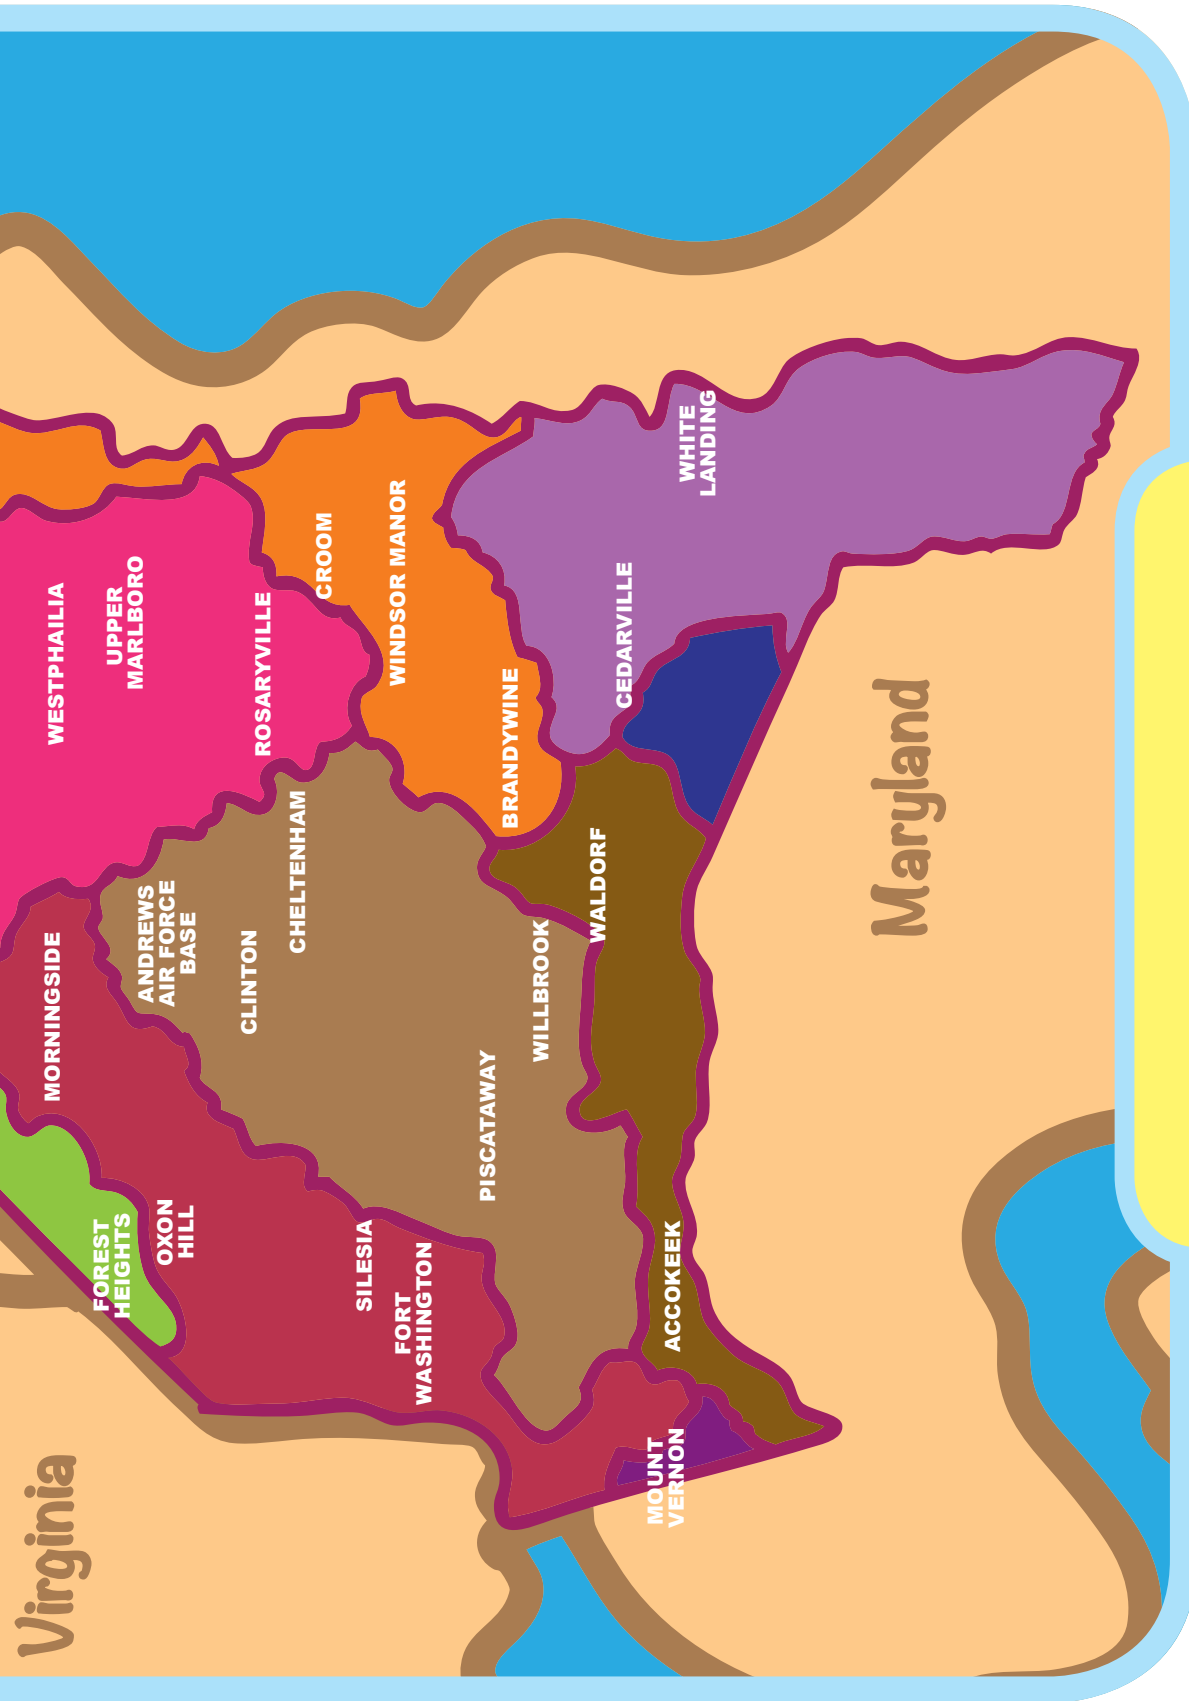 WESTPHAILIA
UPPER
MARLBORO
ROSARYVILLE
CROOM
WINDSOR MANOR
BRANDYWINE
WHITE
LANDING
CEDARVILLE
MORNINGSIDE
ANDREWS
AIR FORCE
BASE
CLINTON
CHELTENHAM
WILLBROOK
WALDORF
PISCATAWAY
FOREST
HEIGHTS
OXON
HILL
SILESIA
FORT
WASHINGTON
ACCOKEEK
MOUNT
VERNON
Maryland
Virginia